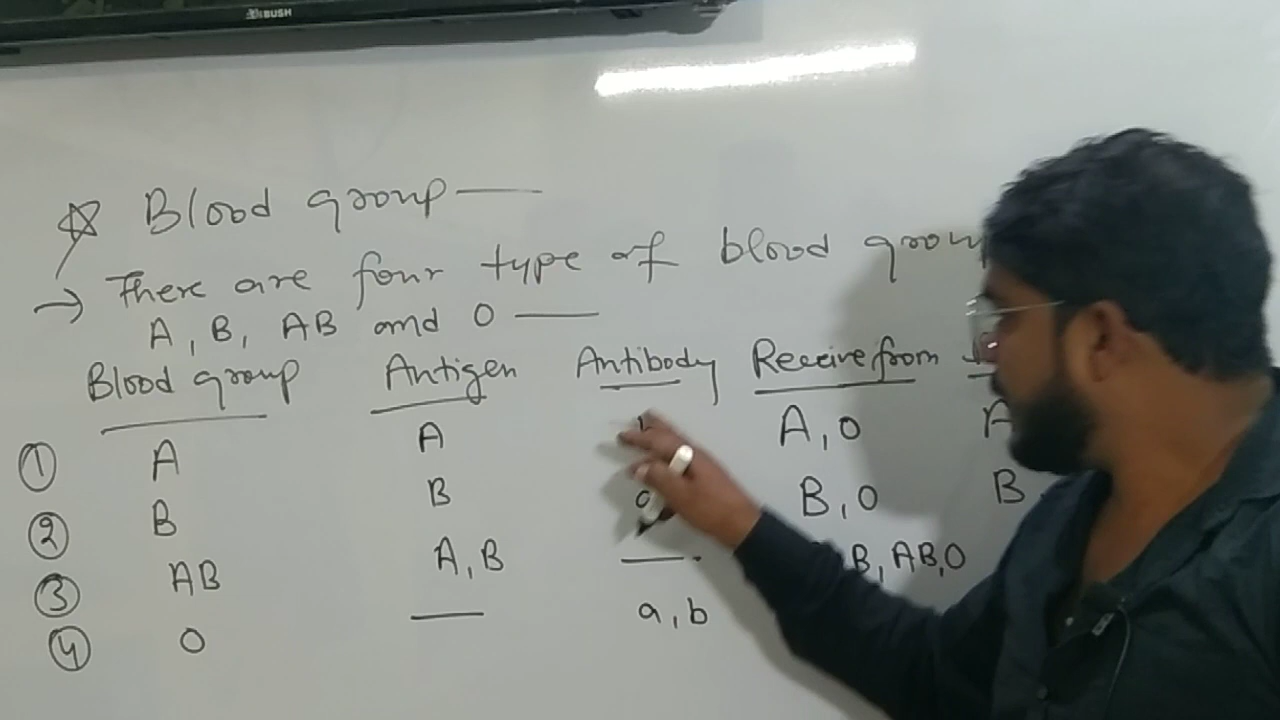 BUSH
☆ Blood group —
→ There are four type of blood
A, B, AB and O —
Blood group Antigen Antibody Receive from
① A A A, O
② B B B, O B
③ AB A, B — B, AB, O
④ O — a, b